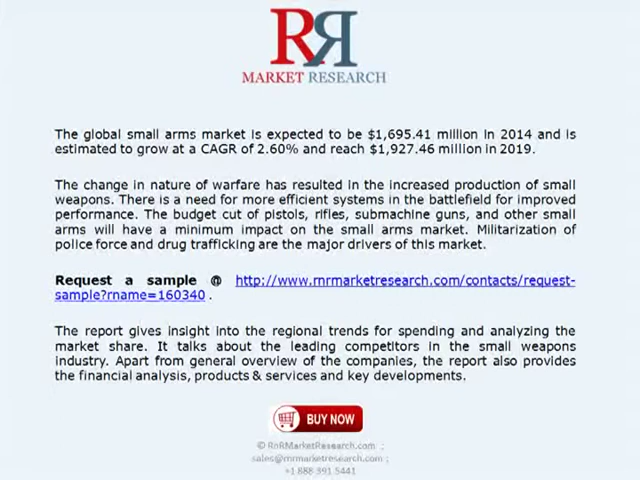 RR
MARKET RESEARCH
The global small arms market is expected to be $1,695.41 million in 2014 and is
estimated to grow at a CAGR of 2.60% and reach $1,927.46 million in 2019.
The change in nature of warfare has resulted in the increased production of small
weapons. There is a need for more efficient systems in the battlefield for improved
performance. The budget cut of pistols, rifles, submachine guns, and other small
arms will have a minimum impact on the small arms market. Militarization of
police force and drug trafficking are the major drivers of this market.
Request a sample @ http://www.rnrmarketresearch.com/contacts/request-
sample?rname=160340 .
The report gives insight into the regional trends for spending and analyzing the
market share. It talks about the leading competitors in the small weapons
industry. Apart from general overview of the companies, the report also provides
the financial analysis, products & services and key developments.
BUY NOW
© RnRMarketResearch.com ;
sales@rnrmarketresearch.com ;
+1 888 391 5441